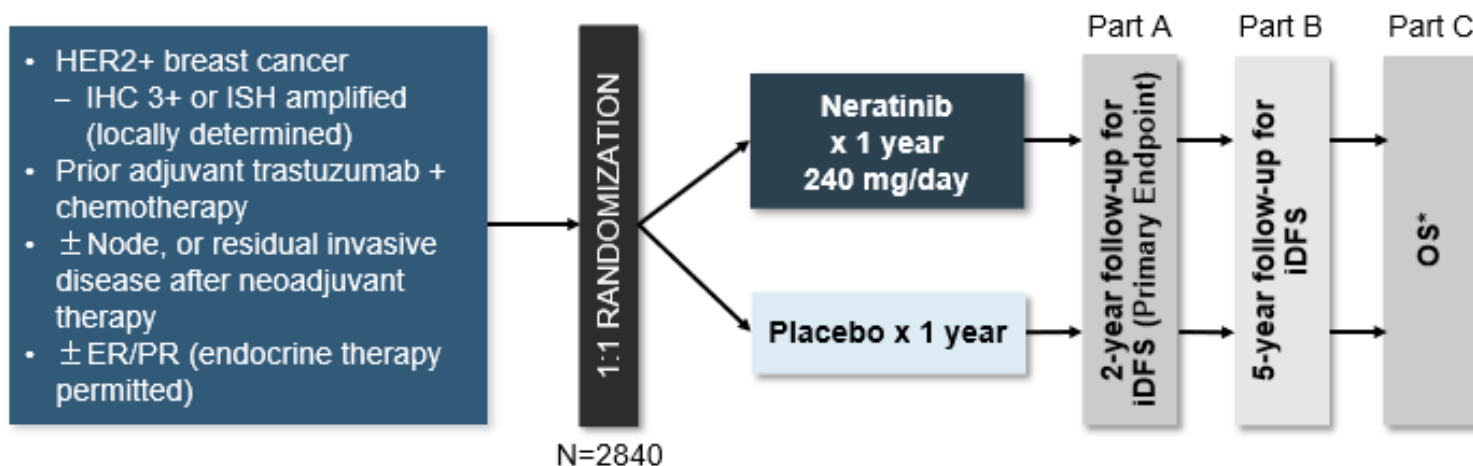 • HER2+ breast cancer
– IHC 3+ or ISH amplified
(locally determined)
• Prior adjuvant trastuzumab +
chemotherapy
• ±Node, or residual invasive
disease after neoadjuvant
therapy
• ±ER/PR (endocrine therapy
permitted)
1:1 RANDOMIZATION
N=2840
Neratinib
x 1 year
240 mg/day
Placebo x 1 year
Part A
2-year follow-up for
iDFS (Primary Endpoint)
Part B
5-year follow-up for
iDFS
Part C
OS*